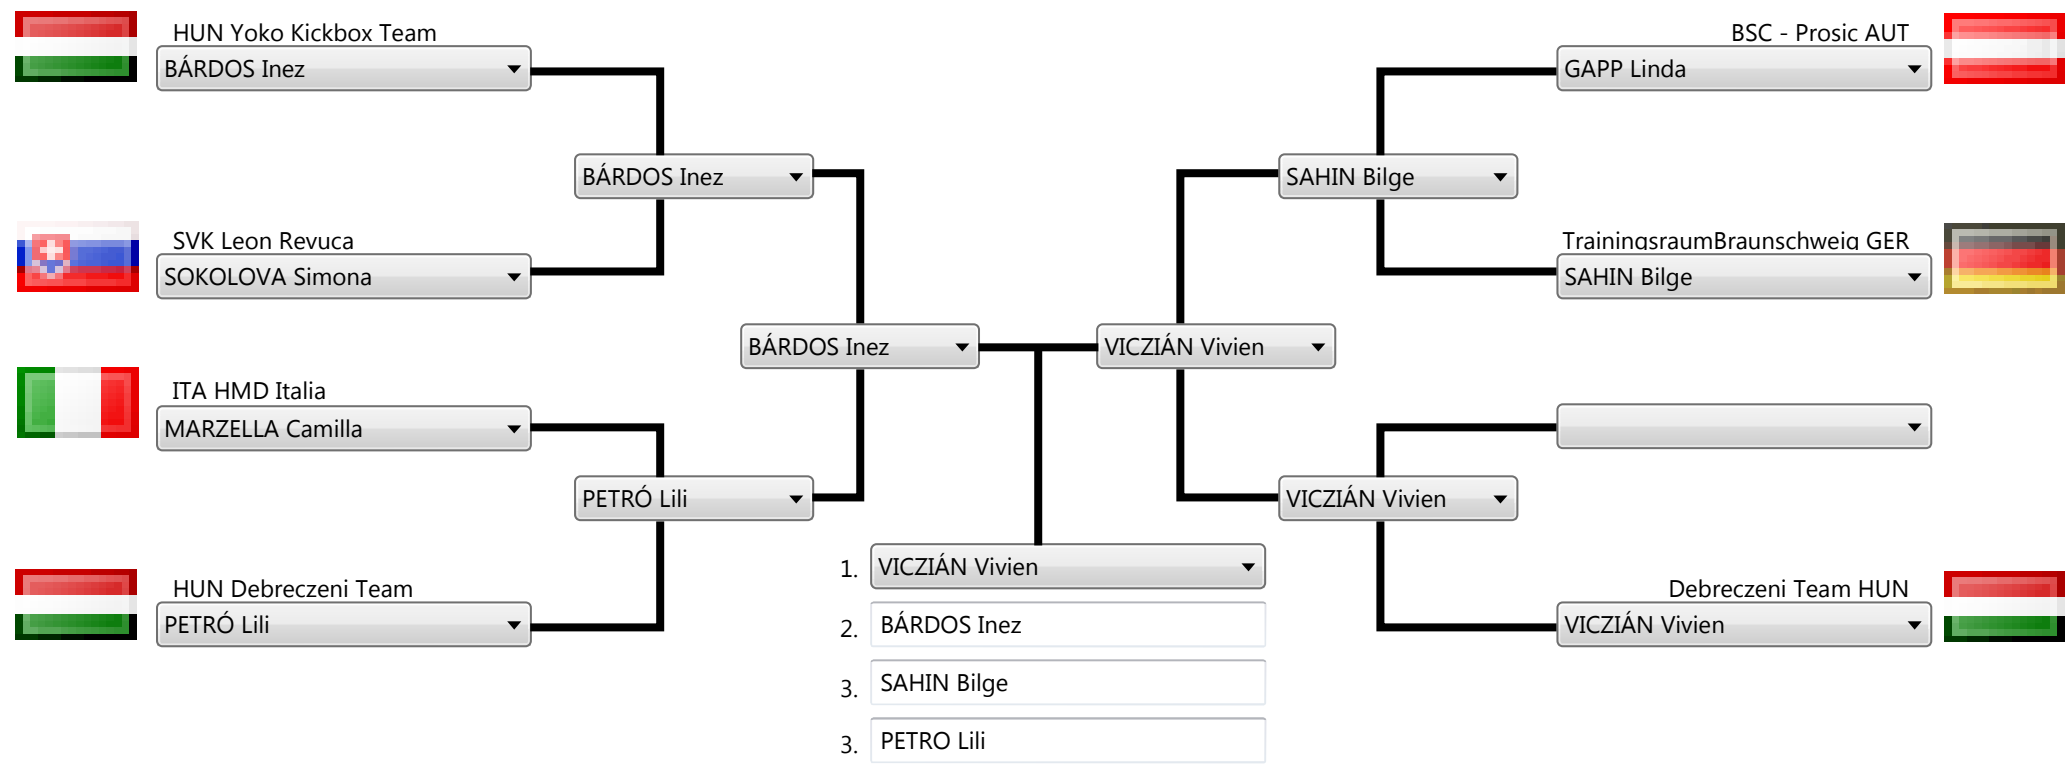 HUN Yoko Kickbox Team
BÁRDOS Inez
SVK Leon Revuca
SOKOLOVA Simona
ITA HMD Italia
MARZELLA Camilla
HUN Debreczeni Team
PETRÓ Lili
BÁRDOS Inez
PETRÓ Lili
BÁRDOS Inez
VICZIÁN Vivien
SAHIN Bilge
VICZIÁN Vivien
BSC - Prosic AUT
GAPP Linda
TrainingsraumBraunschweig GER
SAHIN Bilge
Debreczeni Team HUN
VICZIÁN Vivien
1. VICZIÁN Vivien
2. BÁRDOS Inez
3. SAHIN Bilge
3. PETRO Lili